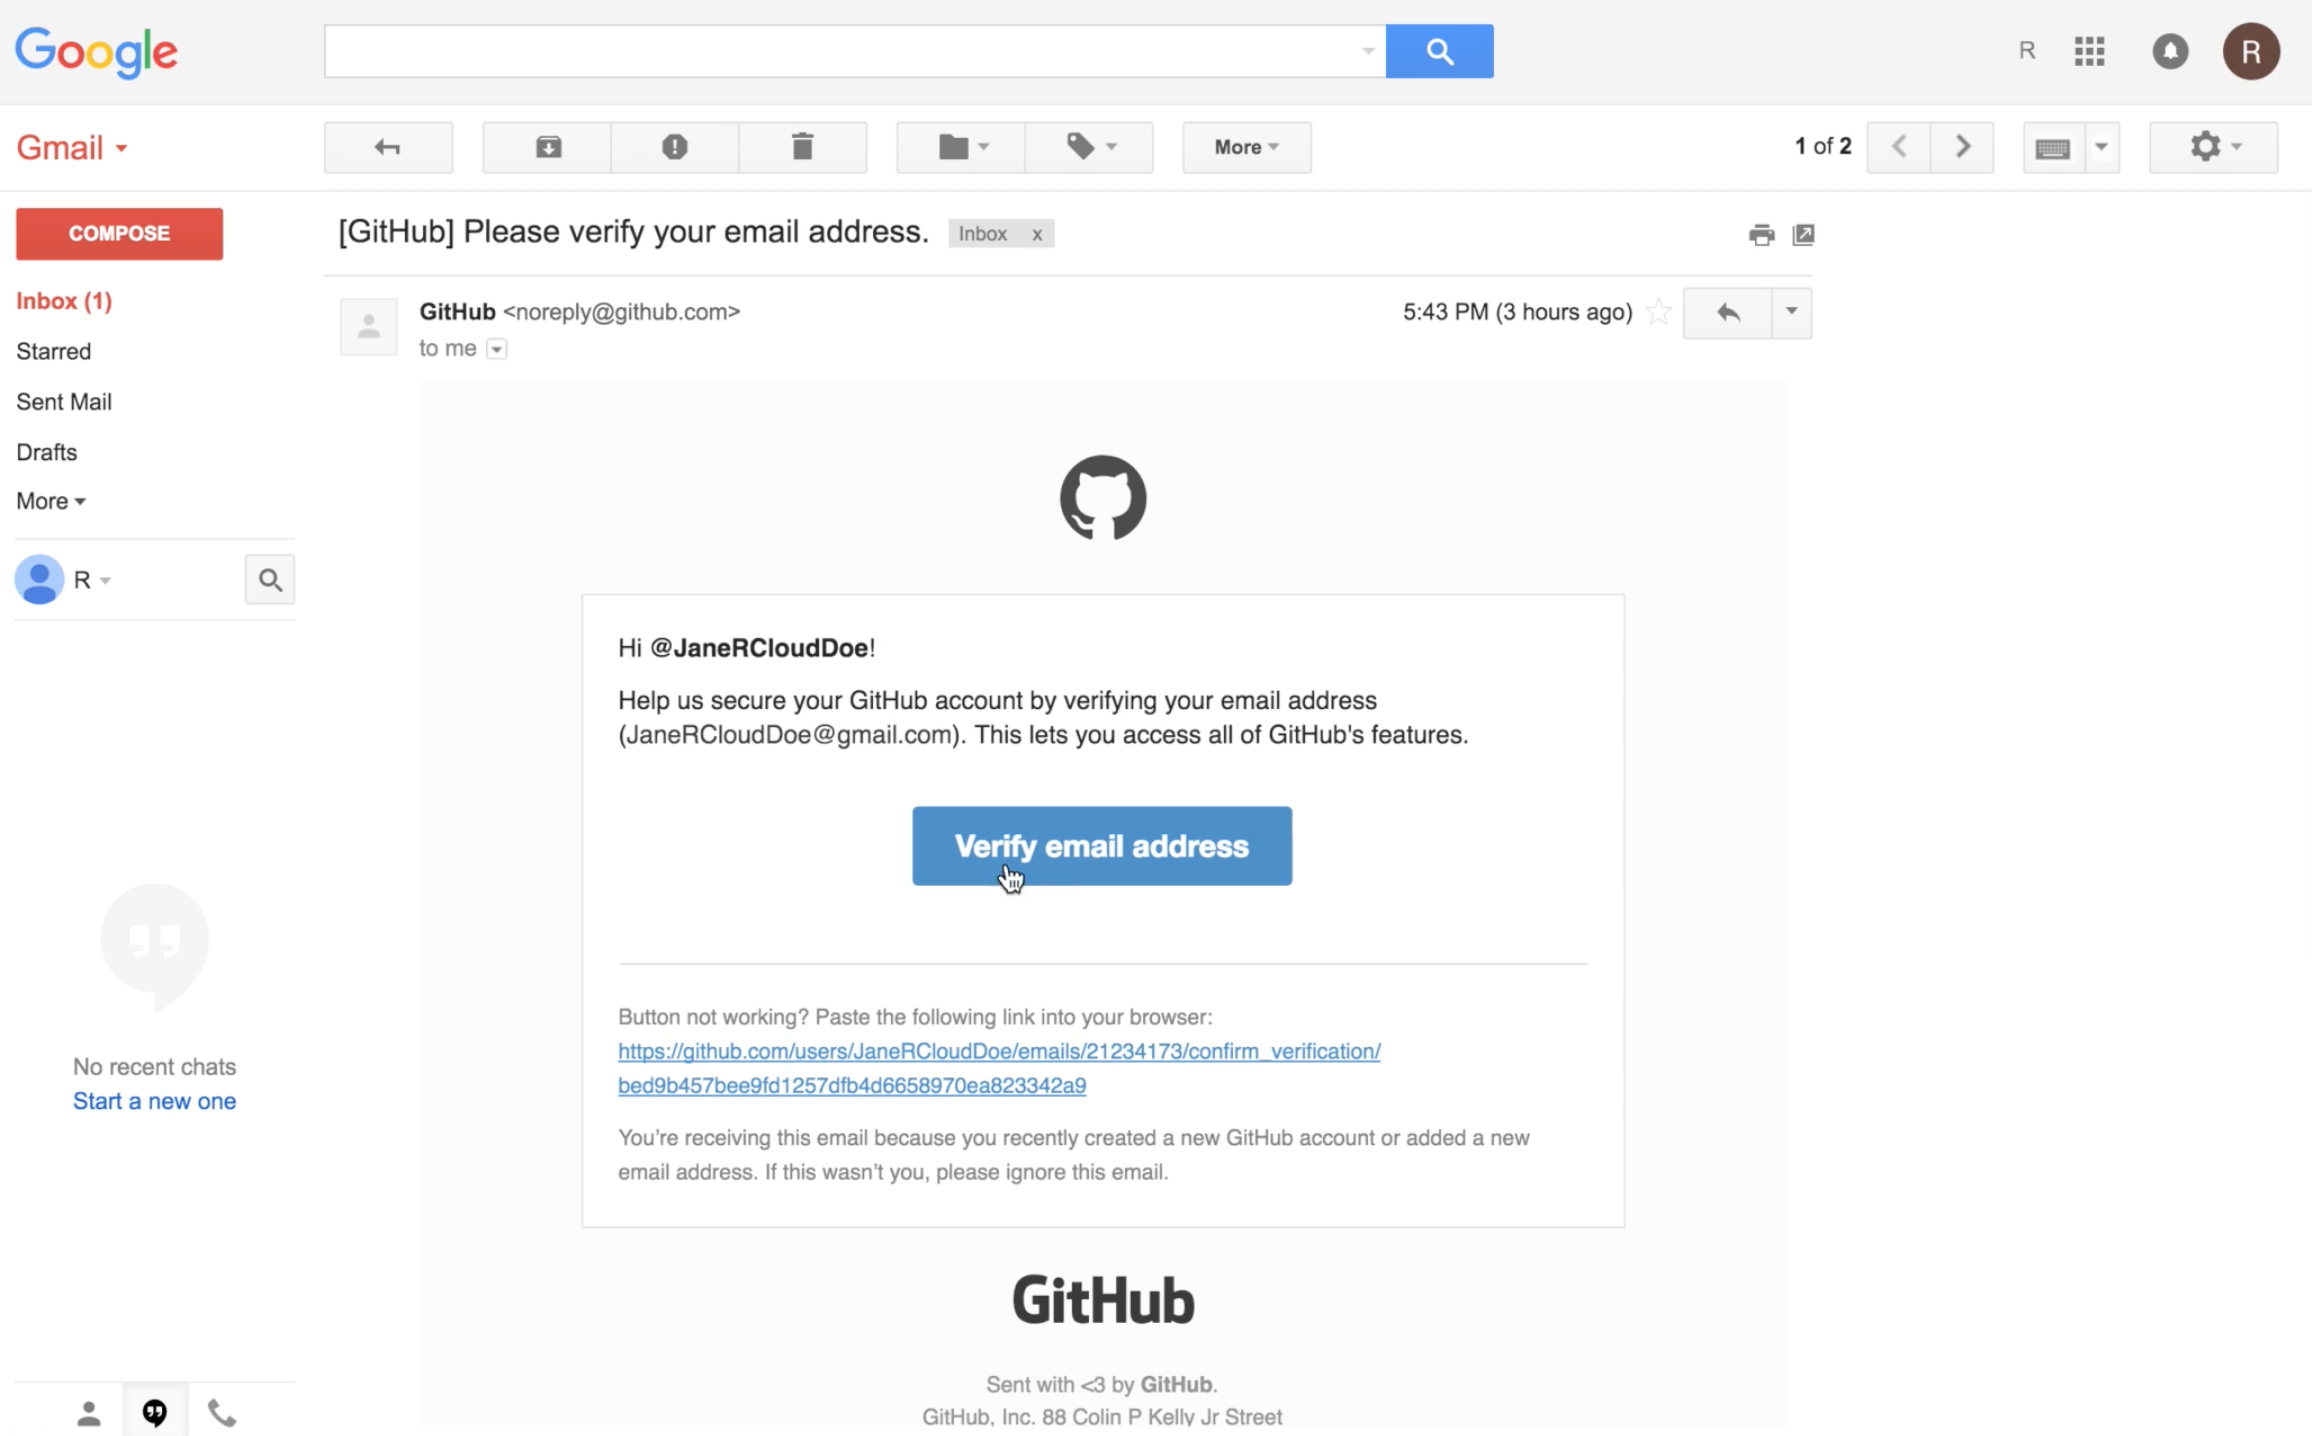 Google
R
R
Gmail
More
1 of 2
COMPOSE
[GitHub] Please verify your email address.
Inbox x
Inbox (1)
GitHub <noreply@github.com>
5:43 PM (3 hours ago)
to me
Starred
Sent Mail
Drafts
More
R
Hi @JaneRCloudDoe!
Help us secure your GitHub account by verifying your email address
(JaneRCloudDoe@gmail.com). This lets you access all of GitHub's features.
Verify email address
Button not working? Paste the following link into your browser:
https://github.com/users/JaneRCloudDoe/emails/21234173/confirm_verification/
bed9b457bee9fd1257dfb4d6658970ea823342a9
You're receiving this email because you recently created a new GitHub account or added a new
email address. If this wasn't you, please ignore this email.
No recent chats
Start a new one
GitHub
Sent with <3 by GitHub.
GitHub, Inc. 88 Colin P Kelly Jr Street